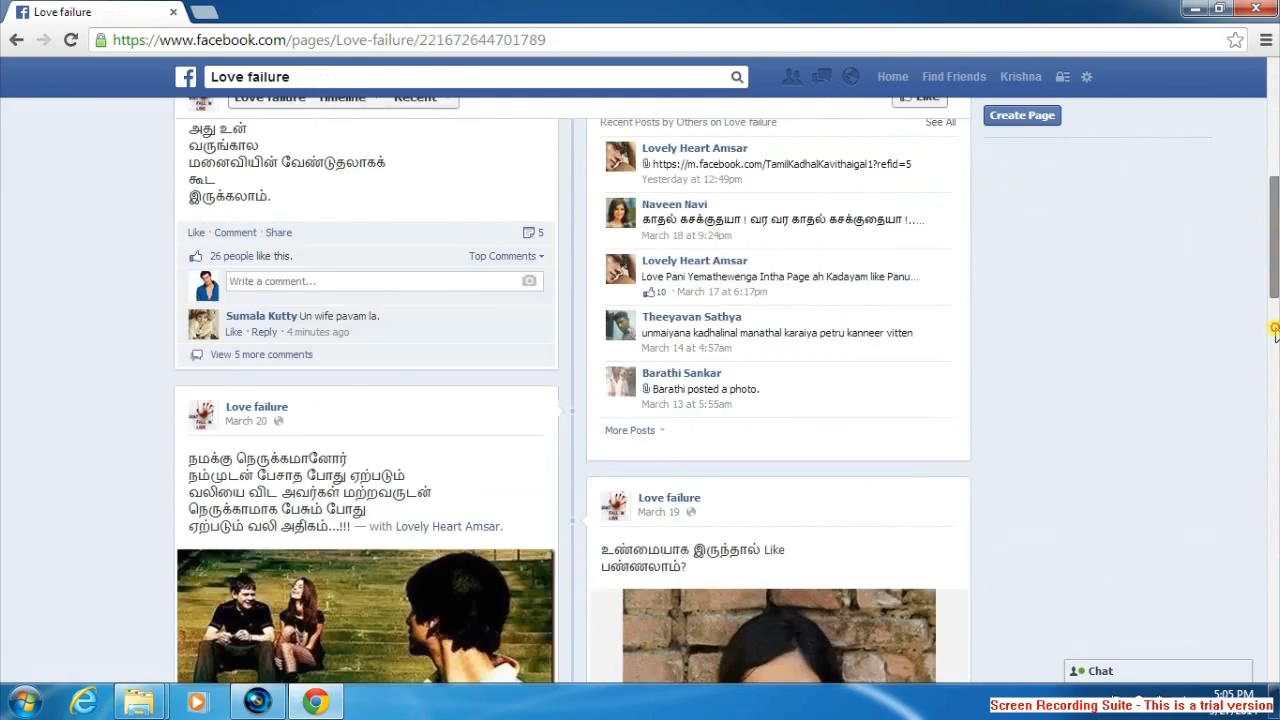 Love failure
https://www.facebook.com/pages/Love-failure/221672644701789
Love failure
Home
Find Friends
Krishna
Love failure
Timeline
Recent
Like
அது உன்
வருங்கால
மனைவியின் வேண்டுதலாகக்
கூட
இருக்கலாம்.
Like · Comment · Share
5
26 people like this.
Top Comments
Write a comment...
Sumala Kutty Un wife pavam la.
Like · Reply · 4 minutes ago
View 5 more comments
Love failure
March 20
நமக்கு நெருக்கமானோர்
நம்முடன் பேசாத போது ஏற்படும்
வலியை விட அவர்கள் மற்றவருடன்
நெருக்காமாக பேசும் போது
ஏற்படும் வலி அதிகம்...!!! — with Lovely Heart Amsar.
Recent Posts by Others on Love failure
See All
Lovely Heart Amsar
https://m.facebook.com/TamilKadhalKavithaigal1?refid=5
Yesterday at 12:49pm
Naveen Navi
காதல் கசக்குதயா ! வர வர காதல் கசக்குதையா !..…
March 18 at 9:24pm
Lovely Heart Amsar
Love Pani Yemathewenga Intha Page ah Kadayam like Panu...
10 · March 17 at 6:17pm
Theeyavan Sathya
unmaiyana kadhalinal manathal karaiya petru kanneer vitten
March 14 at 4:57am
Barathi Sankar
Barathi posted a photo.
March 13 at 5:55am
More Posts
Love failure
March 19
உண்மையாக இருந்தால் Like
பண்ணலாம்?
Create Page
Chat
5:05 PM
Screen Recording Suite - This is a trial version